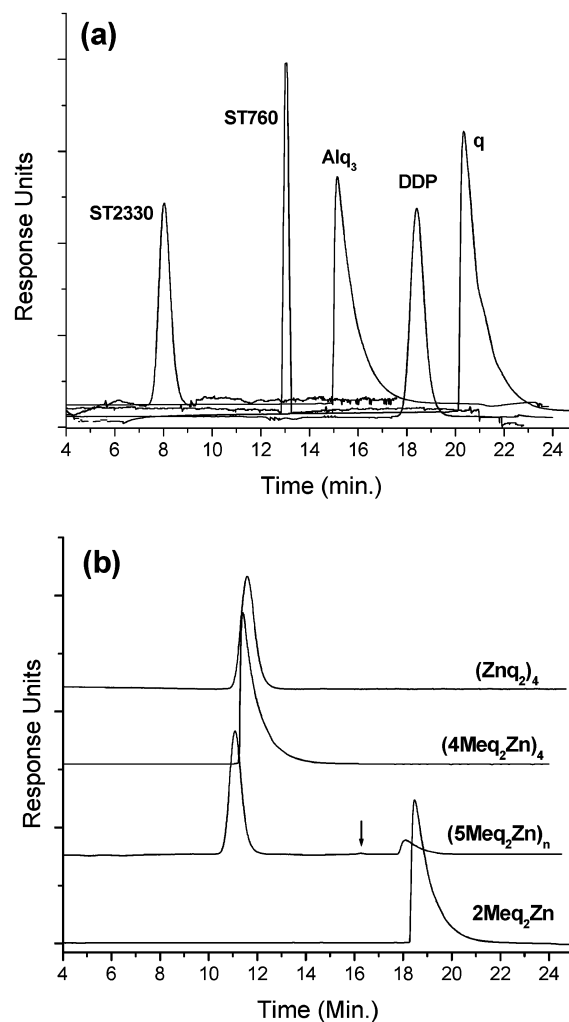 (a)
ST760
Alq₃
q
DDP
ST2330
Response Units
4 6 8 10 12 14 16 18 20 22 24
Time (min.)
(b)
(Znq₂)₄
(4Meq₂Zn)₄
(5Meq₂Zn)ₙ
2Meq₂Zn
Response Units
4 6 8 10 12 14 16 18 20 22 24
Time (Min.)